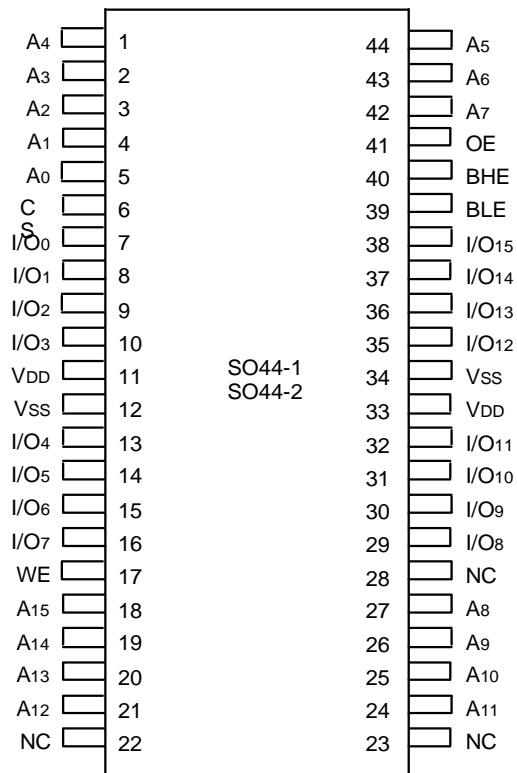 A4 1 44 A5
A3 2 43 A6
A2 3 42 A7
A1 4 41 OE
A0 5 40 BHE
CS 6 39 BLE
I/O0 7 38 I/O15
I/O1 8 37 I/O14
I/O2 9 36 I/O13
I/O3 10 35 I/O12
VDD 11 34 VSS
VSS 12 33 VDD
I/O4 13 32 I/O11
I/O5 14 31 I/O10
I/O6 15 30 I/O9
I/O7 16 29 I/O8
WE 17 28 NC
A15 18 27 A8
A14 19 26 A9
A13 20 25 A10
A12 21 24 A11
NC 22 23 NC
SO44-1
SO44-2